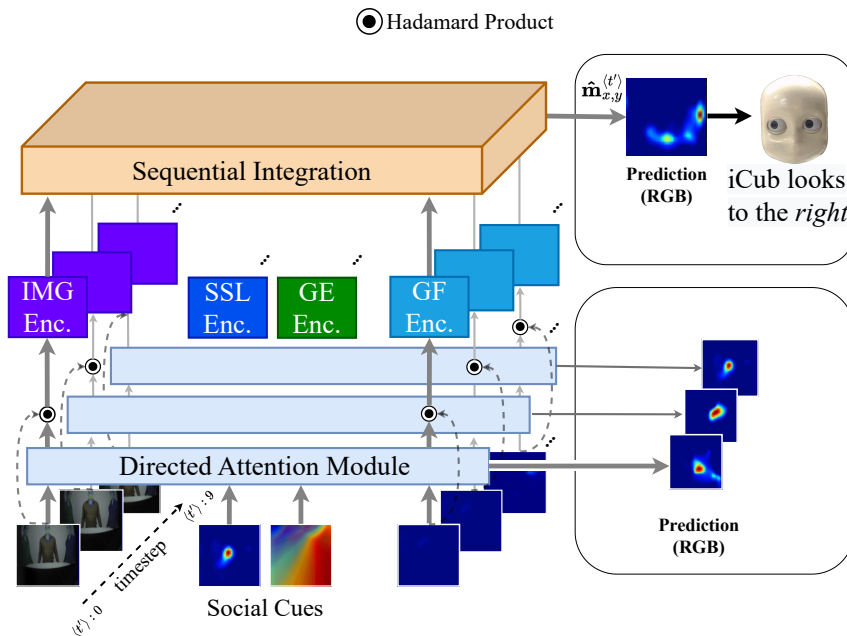 Hadamard Product
Sequential Integration
m̂⟨t′⟩x,y
Prediction
(RGB)
iCub looks
to the right
IMG
Enc.
SSL
Enc.
GE
Enc.
GF
Enc.
...
...
...
...
...
...
Directed Attention Module
⟨t′⟩ : 0
timestep
⟨t′⟩ : 9
Social Cues
Prediction
(RGB)